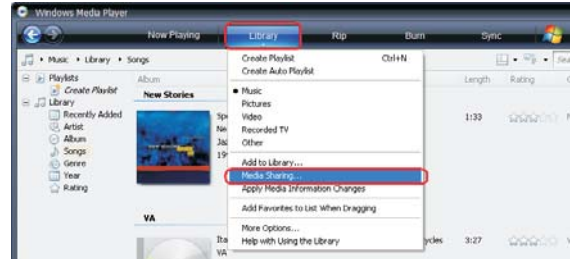 Windows Media Player
Now Playing Library Rip Burn Sync
Music Library Songs
Playlists
Create Playlist
Library
Recently Added
Artist
Album
Songs
Genre
Year
Rating
Album
New Stories
VA
Create Playlist Ctrl+N
Create Auto Playlist
Music
Pictures
Video
Recorded TV
Other
Add to Library...
Media Sharing...
Apply Media Information Changes
Add Favorites to List When Dragging
More Options...
Help with Using the Library
Length Rating
1:33
3:27
VA